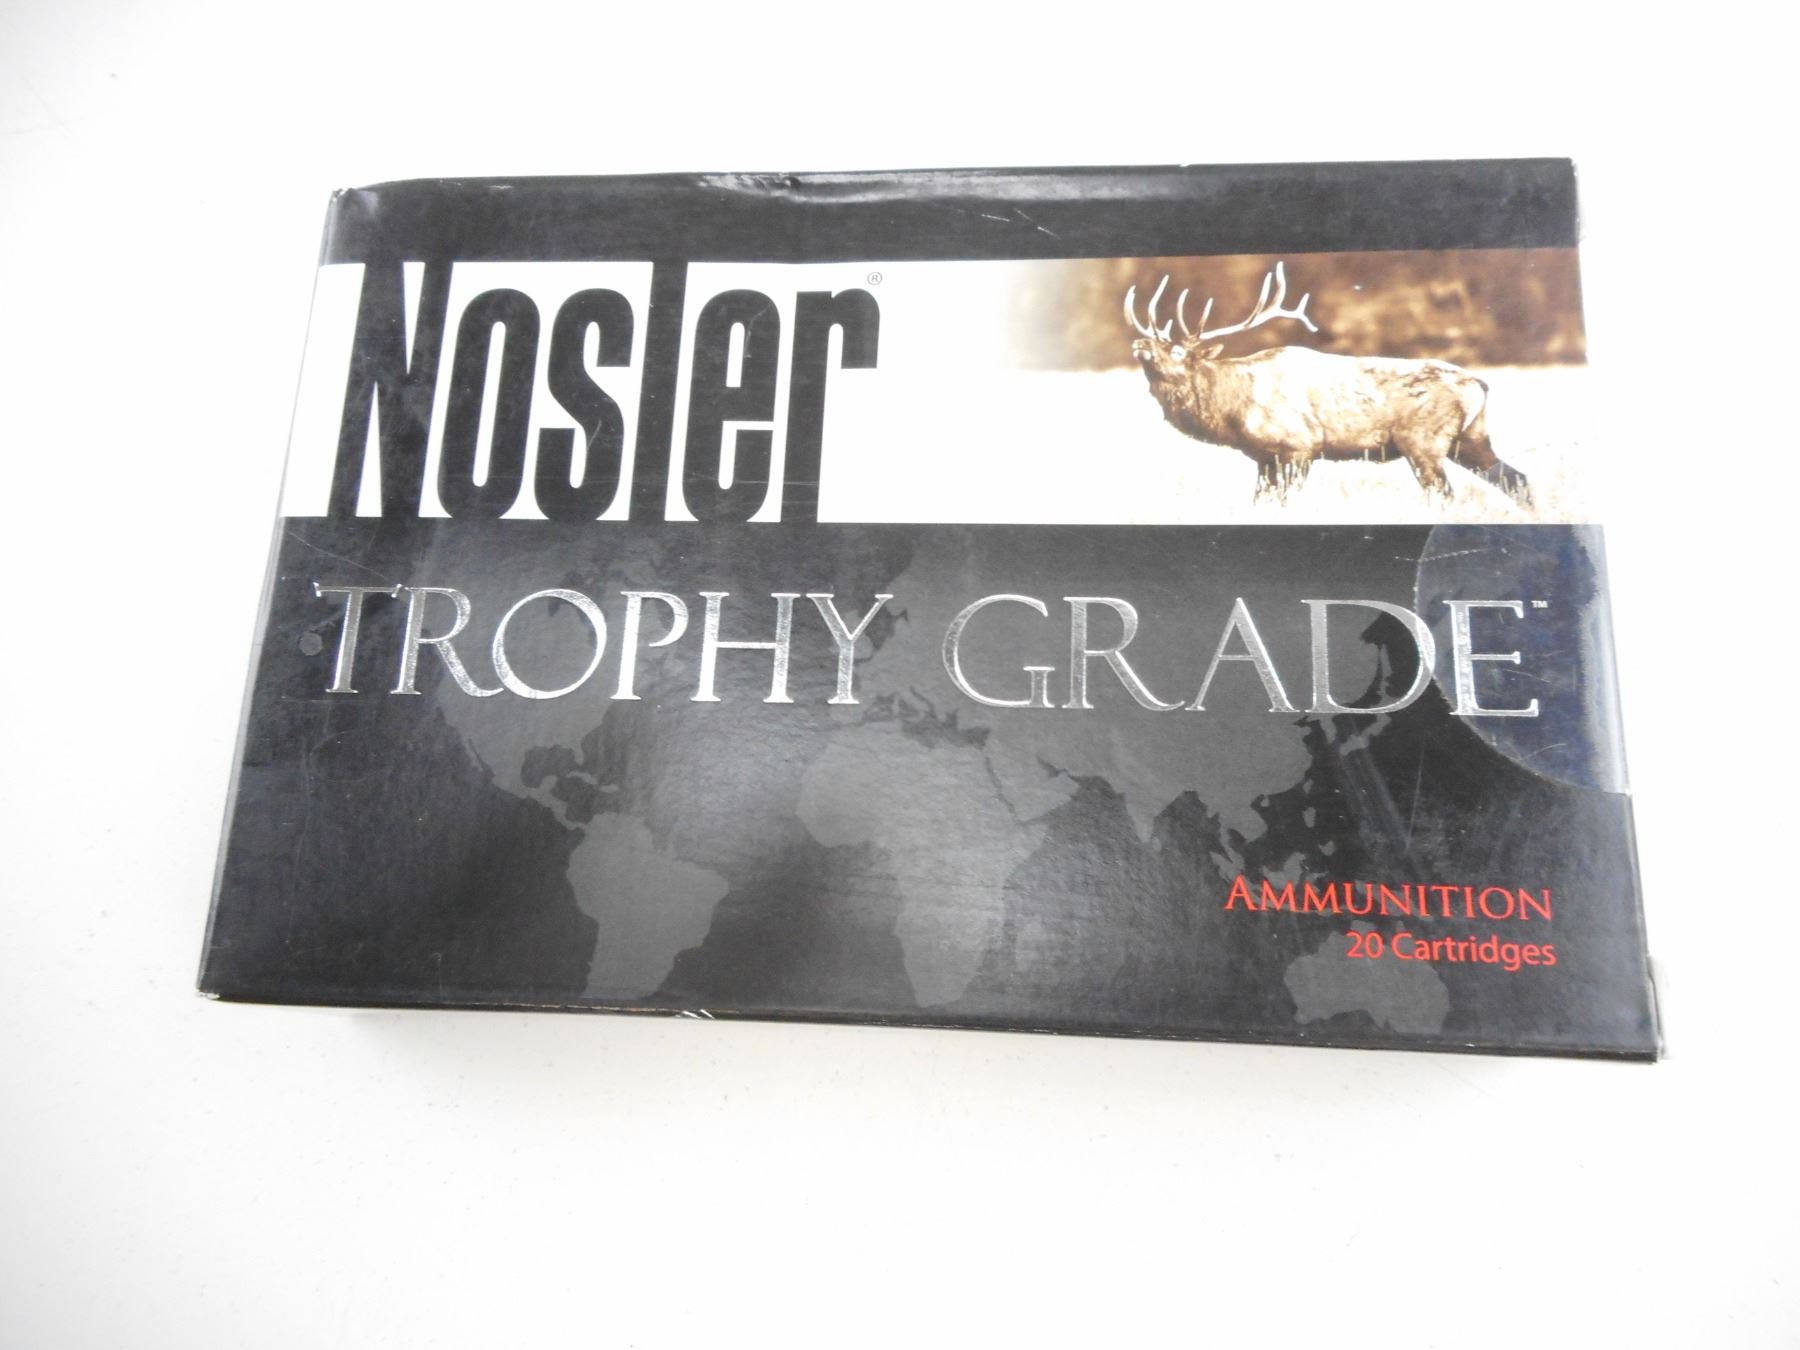 Nosler®
TROPHY GRADE™
AMMUNITION
20 Cartridges